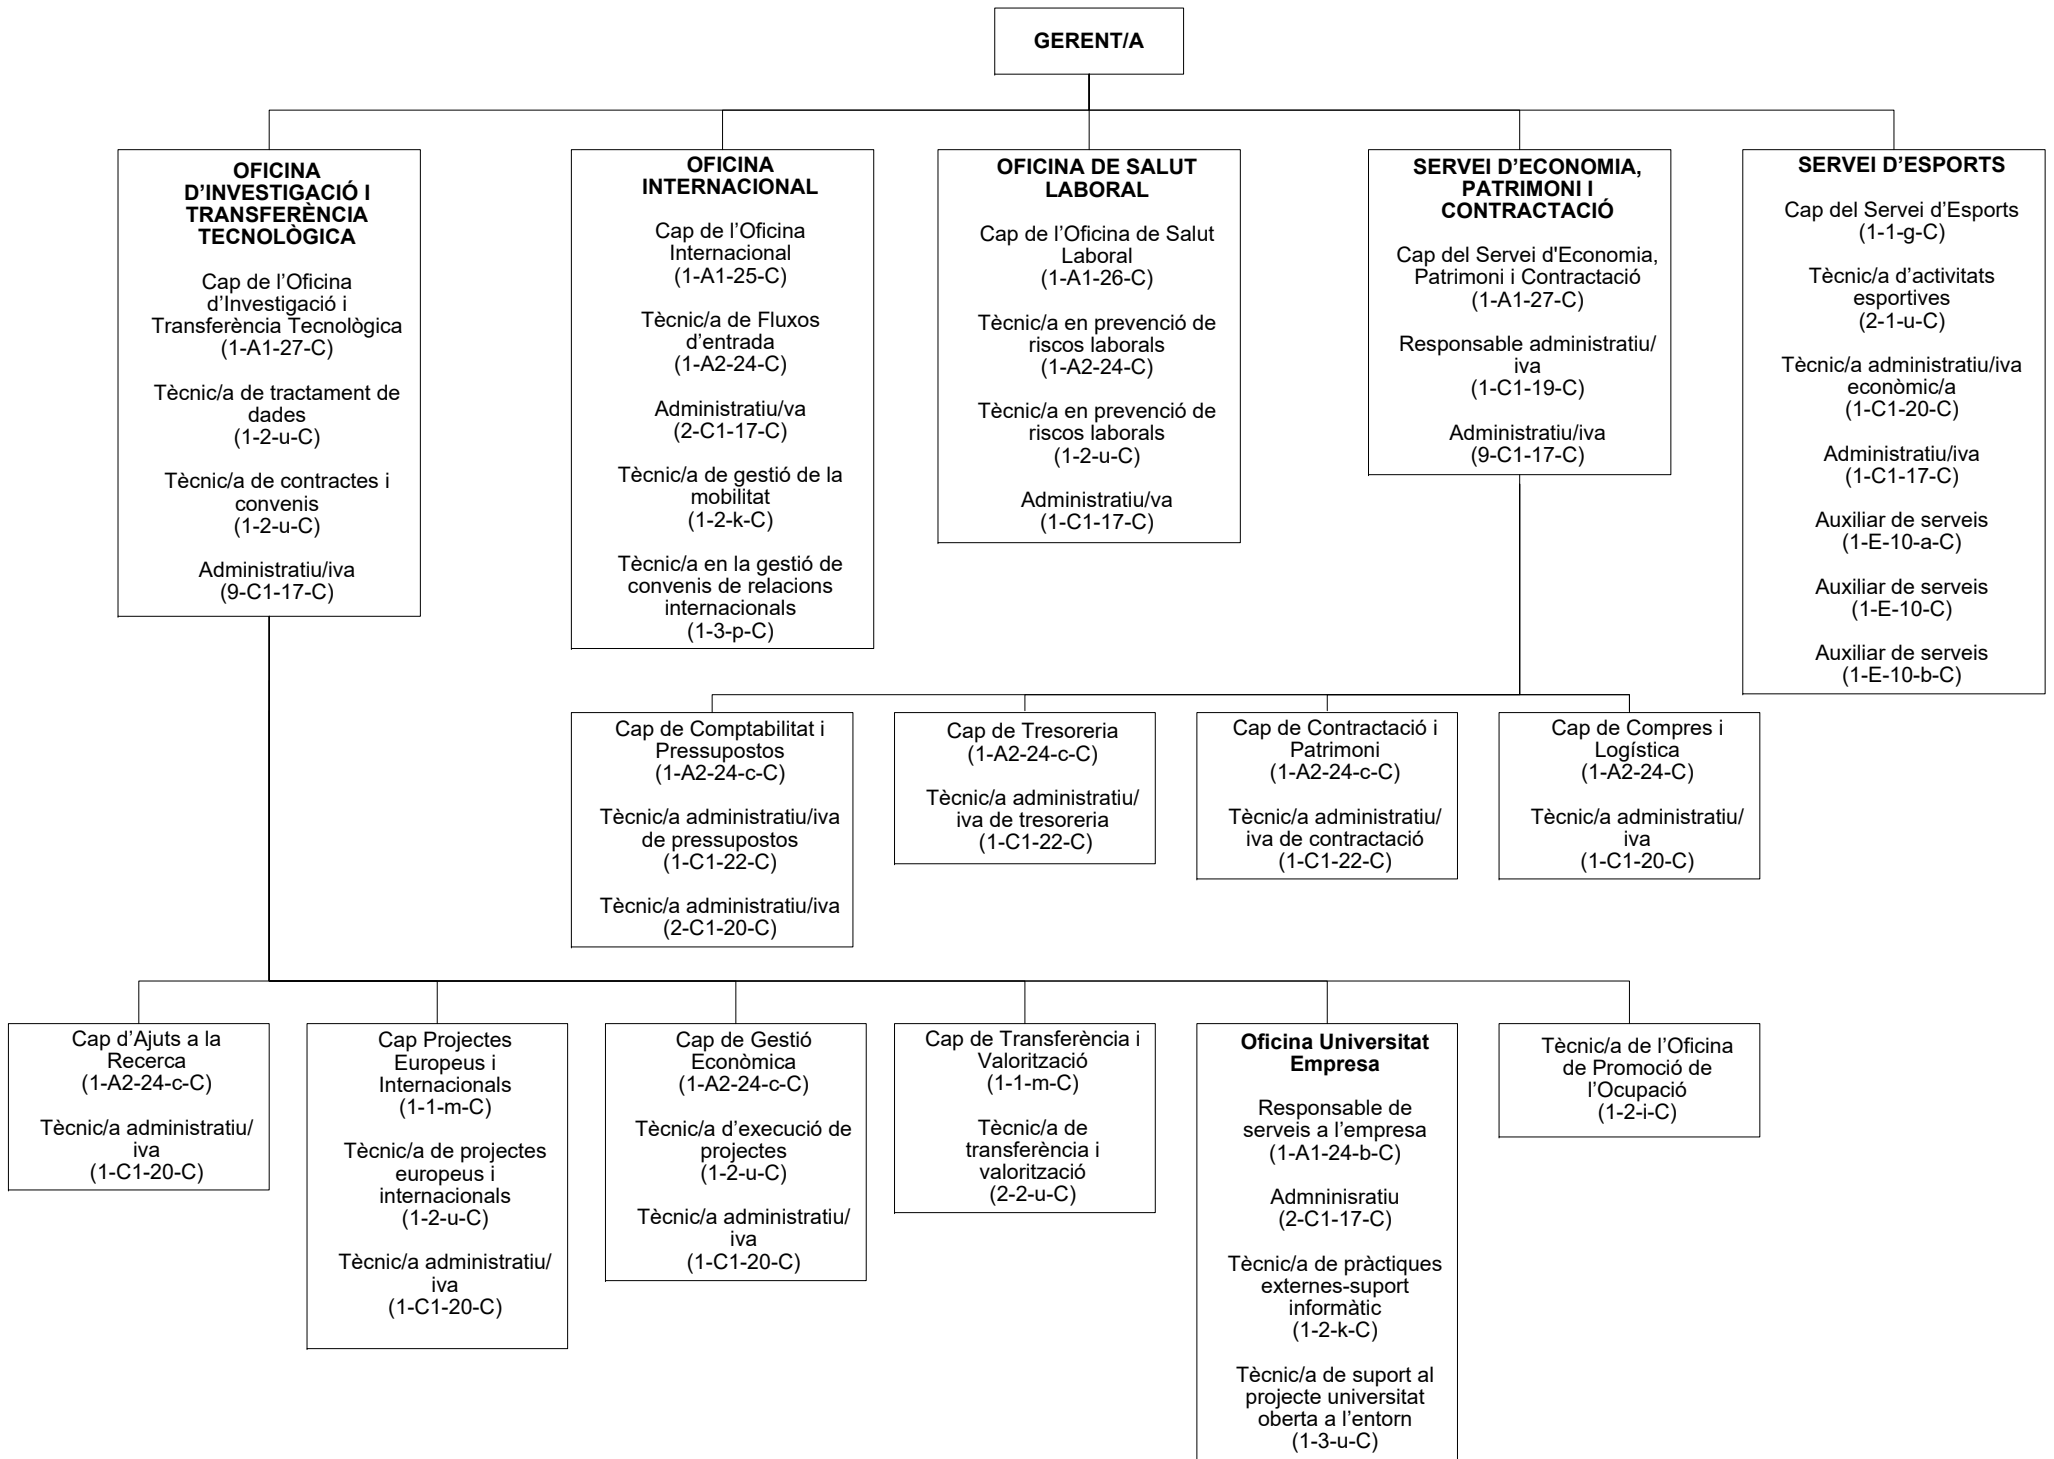 GERENT/A
OFICINA
D’INVESTIGACIÓ I
TRANSFERÈNCIA
TECNOLÒGICA
Cap de l’Oficina
d’Investigació i
Transferència Tecnològica
(1-A1-27-C)
Tècnic/a de tractament de
dades
(1-2-u-C)
Tècnic/a de contractes i
convenis
(1-2-u-C)
Administratiu/iva
(9-C1-17-C)
OFICINA
INTERNACIONAL
Cap de l’Oficina
Internacional
(1-A1-25-C)
Tècnic/a de Fluxos
d’entrada
(1-A2-24-C)
Administratiu/va
(2-C1-17-C)
Tècnic/a de gestió de la
mobilitat
(1-2-k-C)
Tècnic/a en la gestió de
convenis de relacions
internacionals
(1-3-p-C)
OFICINA DE SALUT
LABORAL
Cap de l’Oficina de Salut
Laboral
(1-A1-26-C)
Tècnic/a en prevenció de
riscos laborals
(1-A2-24-C)
Tècnic/a en prevenció de
riscos laborals
(1-2-u-C)
Administratiu/va
(1-C1-17-C)
SERVEI D’ECONOMIA,
PATRIMONI I
CONTRACTACIÓ
Cap del Servei d'Economia,
Patrimoni i Contractació
(1-A1-27-C)
Responsable administratiu/
iva
(1-C1-19-C)
Administratiu/iva
(9-C1-17-C)
SERVEI D’ESPORTS
Cap del Servei d’Esports
(1-1-g-C)
Tècnic/a d’activitats
esportives
(2-1-u-C)
Tècnic/a administratiu/iva
econòmic/a
(1-C1-20-C)
Administratiu/iva
(1-C1-17-C)
Auxiliar de serveis
(1-E-10-a-C)
Auxiliar de serveis
(1-E-10-C)
Auxiliar de serveis
(1-E-10-b-C)
Cap de Comptabilitat i
Pressupostos
(1-A2-24-c-C)
Tècnic/a administratiu/iva
de pressupostos
(1-C1-22-C)
Tècnic/a administratiu/iva
(2-C1-20-C)
Cap de Tresoreria
(1-A2-24-c-C)
Tècnic/a administratiu/
iva de tresoreria
(1-C1-22-C)
Cap de Contractació i
Patrimoni
(1-A2-24-c-C)
Tècnic/a administratiu/
iva de contractació
(1-C1-22-C)
Cap de Compres i
Logística
(1-A2-24-C)
Tècnic/a administratiu/
iva
(1-C1-20-C)
Cap d’Ajuts a la
Recerca
(1-A2-24-c-C)
Tècnic/a administratiu/
iva
(1-C1-20-C)
Cap Projectes
Europeus i
Internacionals
(1-1-m-C)
Tècnic/a de projectes
europeus i
internacionals
(1-2-u-C)
Tècnic/a administratiu/
iva
(1-C1-20-C)
Cap de Gestió
Econòmica
(1-A2-24-c-C)
Tècnic/a d’execució de
projectes
(1-2-u-C)
Tècnic/a administratiu/
iva
(1-C1-20-C)
Cap de Transferència i
Valorització
(1-1-m-C)
Tècnic/a de
transferència i
valorització
(2-2-u-C)
Oficina Universitat
Empresa
Responsable de
serveis a l’empresa
(1-A1-24-b-C)
Admninisratiu
(2-C1-17-C)
Tècnic/a de pràctiques
externes-suport
informàtic
(1-2-k-C)
Tècnic/a de suport al
projecte universitat
oberta a l’entorn
(1-3-u-C)
Tècnic/a de l’Oficina
de Promoció de
l’Ocupació
(1-2-i-C)